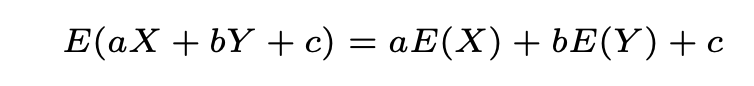 E(aX + bY + c) = aE(X) + bE(Y) + c